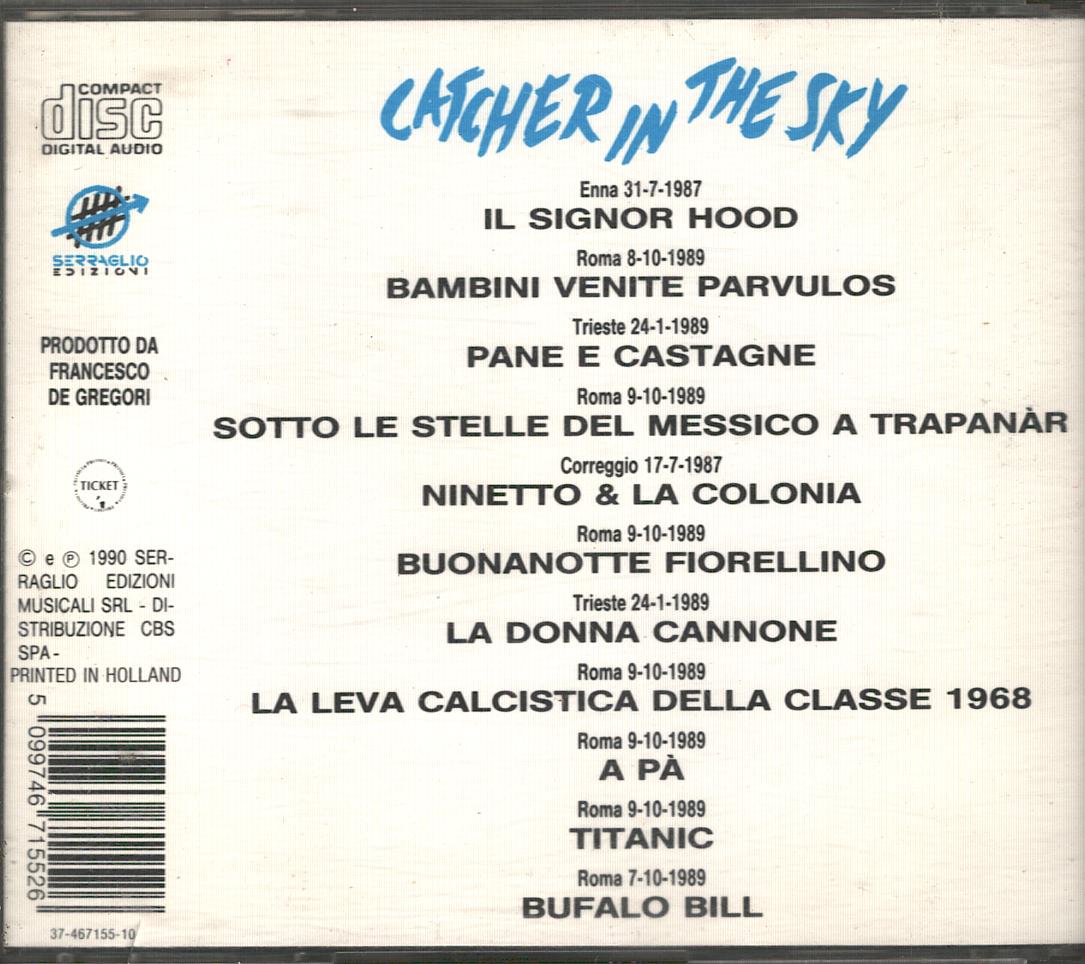 COMPACT
disc
DIGITAL AUDIO
SERRAGLIO
EDIZIONI
PRODOTTO DA
FRANCESCO
DE GREGORI
TICKET
© e ℗ 1990 SER-
RAGLIO EDIZIONI
MUSICALI SRL - DI-
STRIBUZIONE CBS
SPA-
PRINTED IN HOLLAND
5 099746 715526
37-467155-10
CATCHER IN THE SKY
Enna 31-7-1987
IL SIGNOR HOOD
Roma 8-10-1989
BAMBINI VENITE PARVULOS
Trieste 24-1-1989
PANE E CASTAGNE
Roma 9-10-1989
SOTTO LE STELLE DEL MESSICO A TRAPANÀR
Correggio 17-7-1987
NINETTO & LA COLONIA
Roma 9-10-1989
BUONANOTTE FIORELLINO
Trieste 24-1-1989
LA DONNA CANNONE
Roma 9-10-1989
LA LEVA CALCISTICA DELLA CLASSE 1968
Roma 9-10-1989
A PÀ
Roma 9-10-1989
TITANIC
Roma 7-10-1989
BUFALO BILL